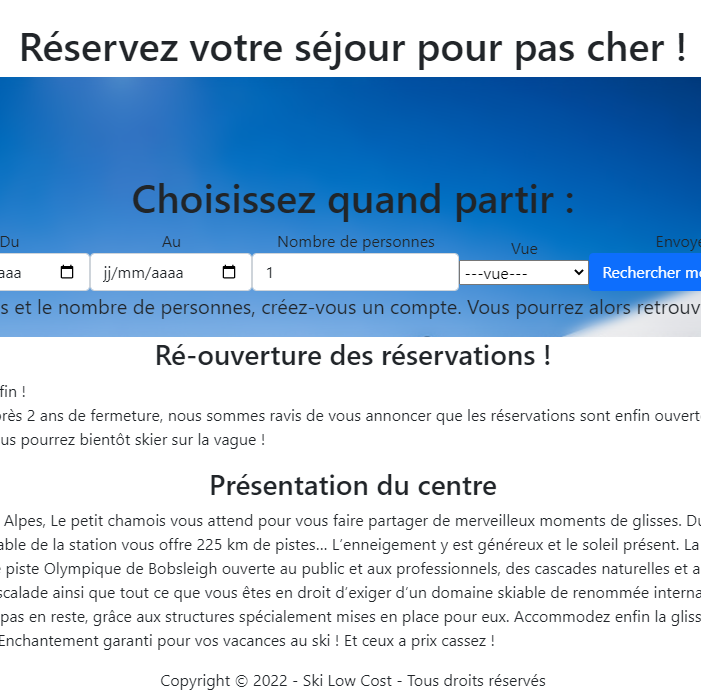 Réservez votre séjour pour pas cher !
Choisissez quand partir :
Du Au Nombre de personnes Vue Envoye
aaa jj/mm/aaaa 1 ---vue--- Rechercher m
s et le nombre de personnes, créez-vous un compte. Vous pourrez alors retrouv
Ré-ouverture des réservations !
fin !
rès 2 ans de fermeture, nous sommes ravis de vous annoncer que les réservations sont enfin ouvert
us pourrez bientôt skier sur la vague !
Présentation du centre
Alpes, Le petit chamois vous attend pour vous faire partager de merveilleux moments de glisses. Du
able de la station vous offre 225 km de pistes... L’enneigement y est généreux et le soleil présent. La
piste Olympique de Bobsleigh ouverte au public et aux professionnels, des cascades naturelles et a
scalade ainsi que tout ce que vous êtes en droit d’exiger d’un domaine skiable de renommée interna
pas en reste, grâce aux structures spécialement mises en place pour eux. Accommodez enfin la gliss
Enchantement garanti pour vos vacances au ski ! Et ceux a prix cassez !
Copyright © 2022 - Ski Low Cost - Tous droits réservés